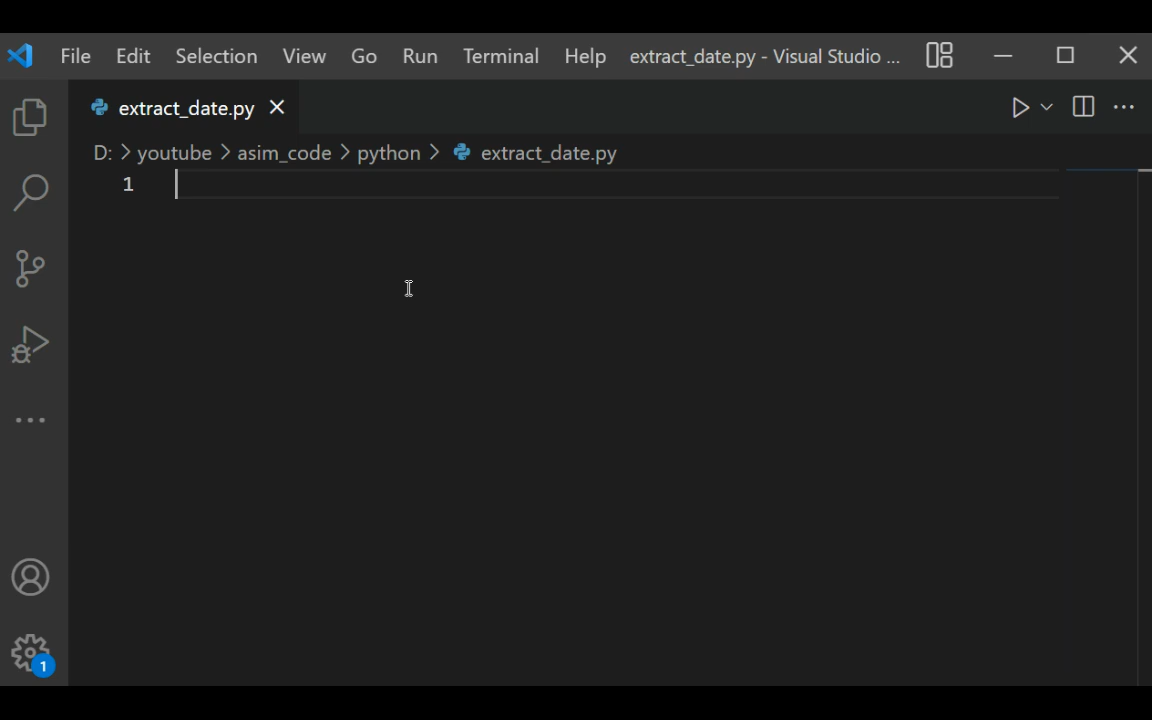 File Edit Selection View Go Run Terminal Help extract_date.py - Visual Studio ...
extract_date.py
D: > youtube > asim_code > python > extract_date.py
1
1